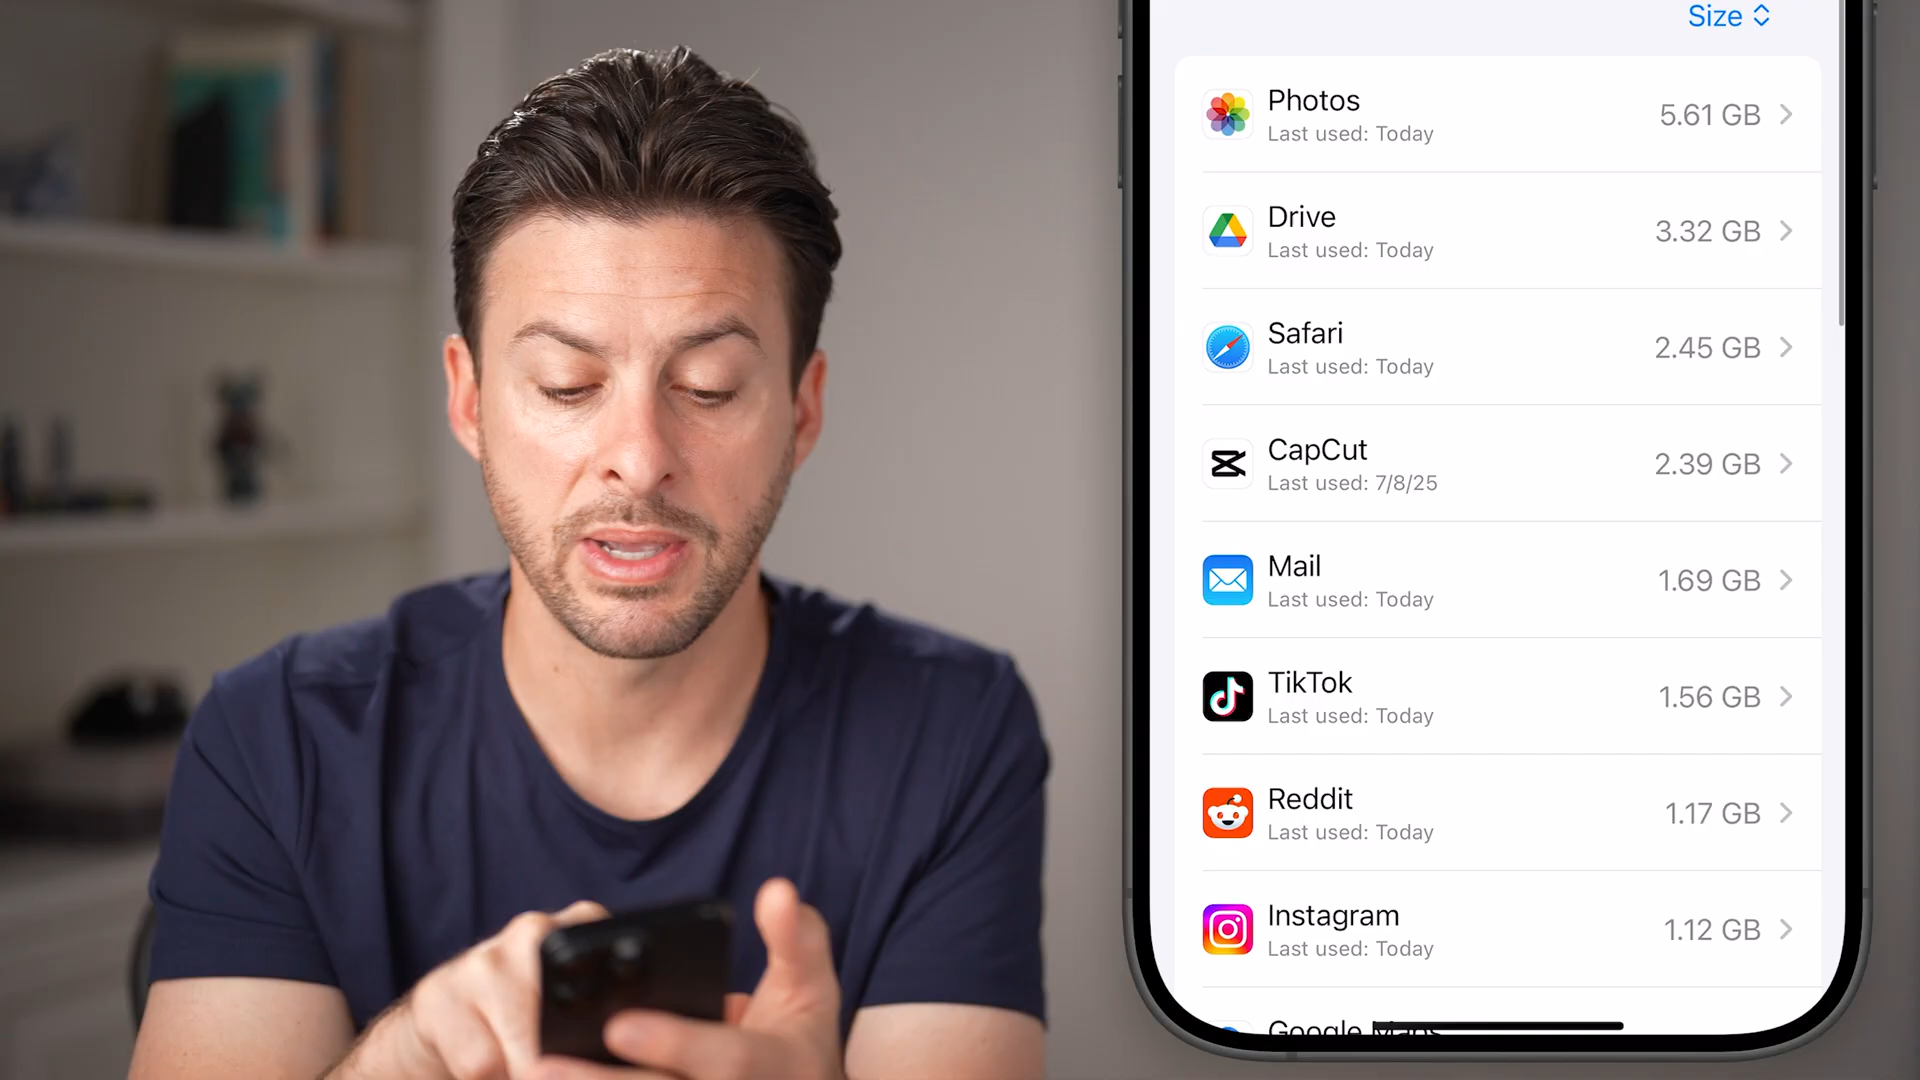 Size
Photos
Last used: Today
5.61 GB
Drive
Last used: Today
3.32 GB
Safari
Last used: Today
2.45 GB
CapCut
Last used: 7/8/25
2.39 GB
Mail
Last used: Today
1.69 GB
TikTok
Last used: Today
1.56 GB
Reddit
Last used: Today
1.17 GB
Instagram
Last used: Today
1.12 GB
Google Maps